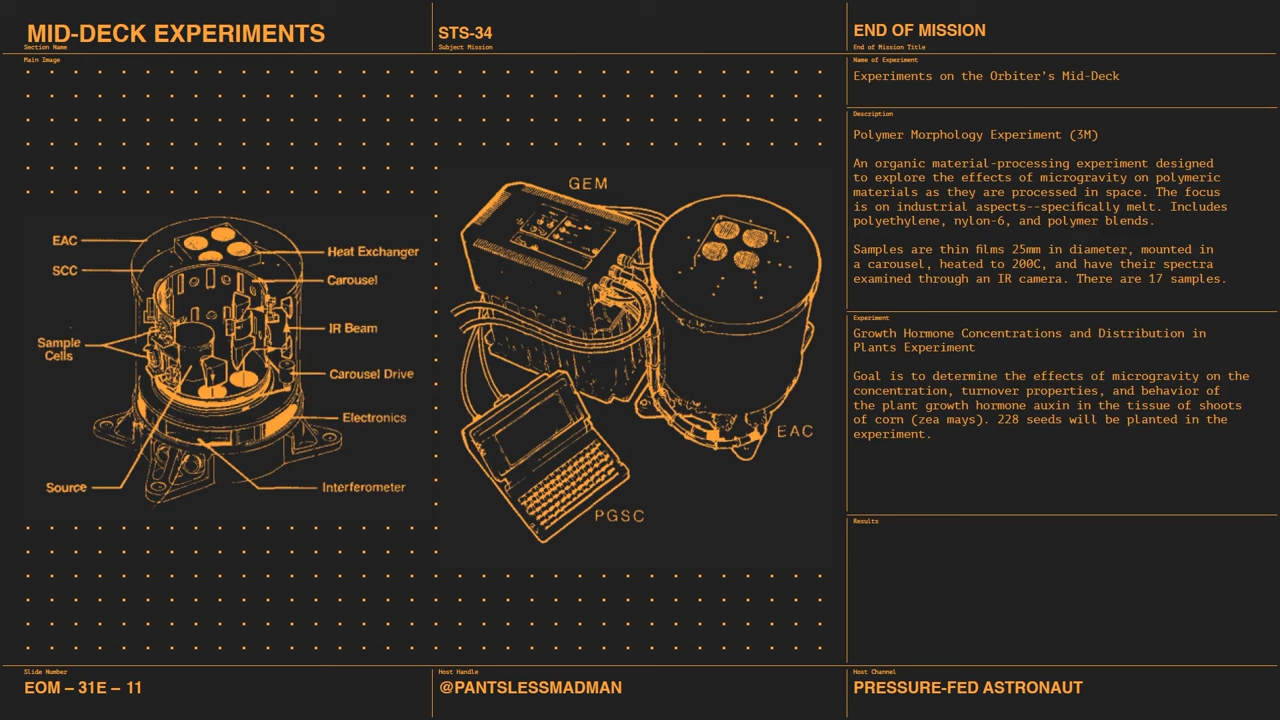 MID-DECK EXPERIMENTS
Section Name
STS-34
Subject Mission
END OF MISSION
End of Mission Title
Main Image
EAC
SCC
Sample
Cells
Source
Heat Exchanger
Carousel
IR Beam
Carousel Drive
Electronics
Interferometer
GEM
EAC
PGSC
Name of Experiment
Experiments on the Orbiter's Mid-Deck
Description
Polymer Morphology Experiment (3M)
An organic material-processing experiment designed
to explore the effects of microgravity on polymeric
materials as they are processed in space. The focus
is on industrial aspects--specifically melt. Includes
polyethylene, nylon-6, and polymer blends.
Samples are thin films 25mm in diameter, mounted in
a carousel, heated to 200C, and have their spectra
examined through an IR camera. There are 17 samples.
Experiment
Growth Hormone Concentrations and Distribution in
Plants Experiment
Goal is to determine the effects of microgravity on the
concentration, turnover properties, and behavior of
the plant growth hormone auxin in the tissue of shoots
of corn (zea mays). 228 seeds will be planted in the
experiment.
Results
Slide Number
EOM – 31E – 11
Host Handle
@PANTSLESSMADMAN
Host Channel
PRESSURE-FED ASTRONAUT